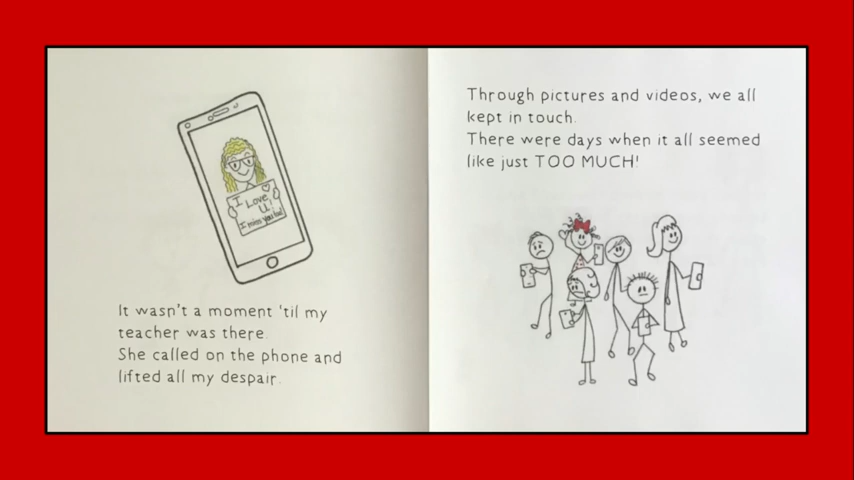 I Love
U!
I miss you too!
It wasn't a moment 'til my
teacher was there.
She called on the phone and
lifted all my despair.
Through pictures and videos, we all
kept in touch.
There were days when it all seemed
like just TOO MUCH!